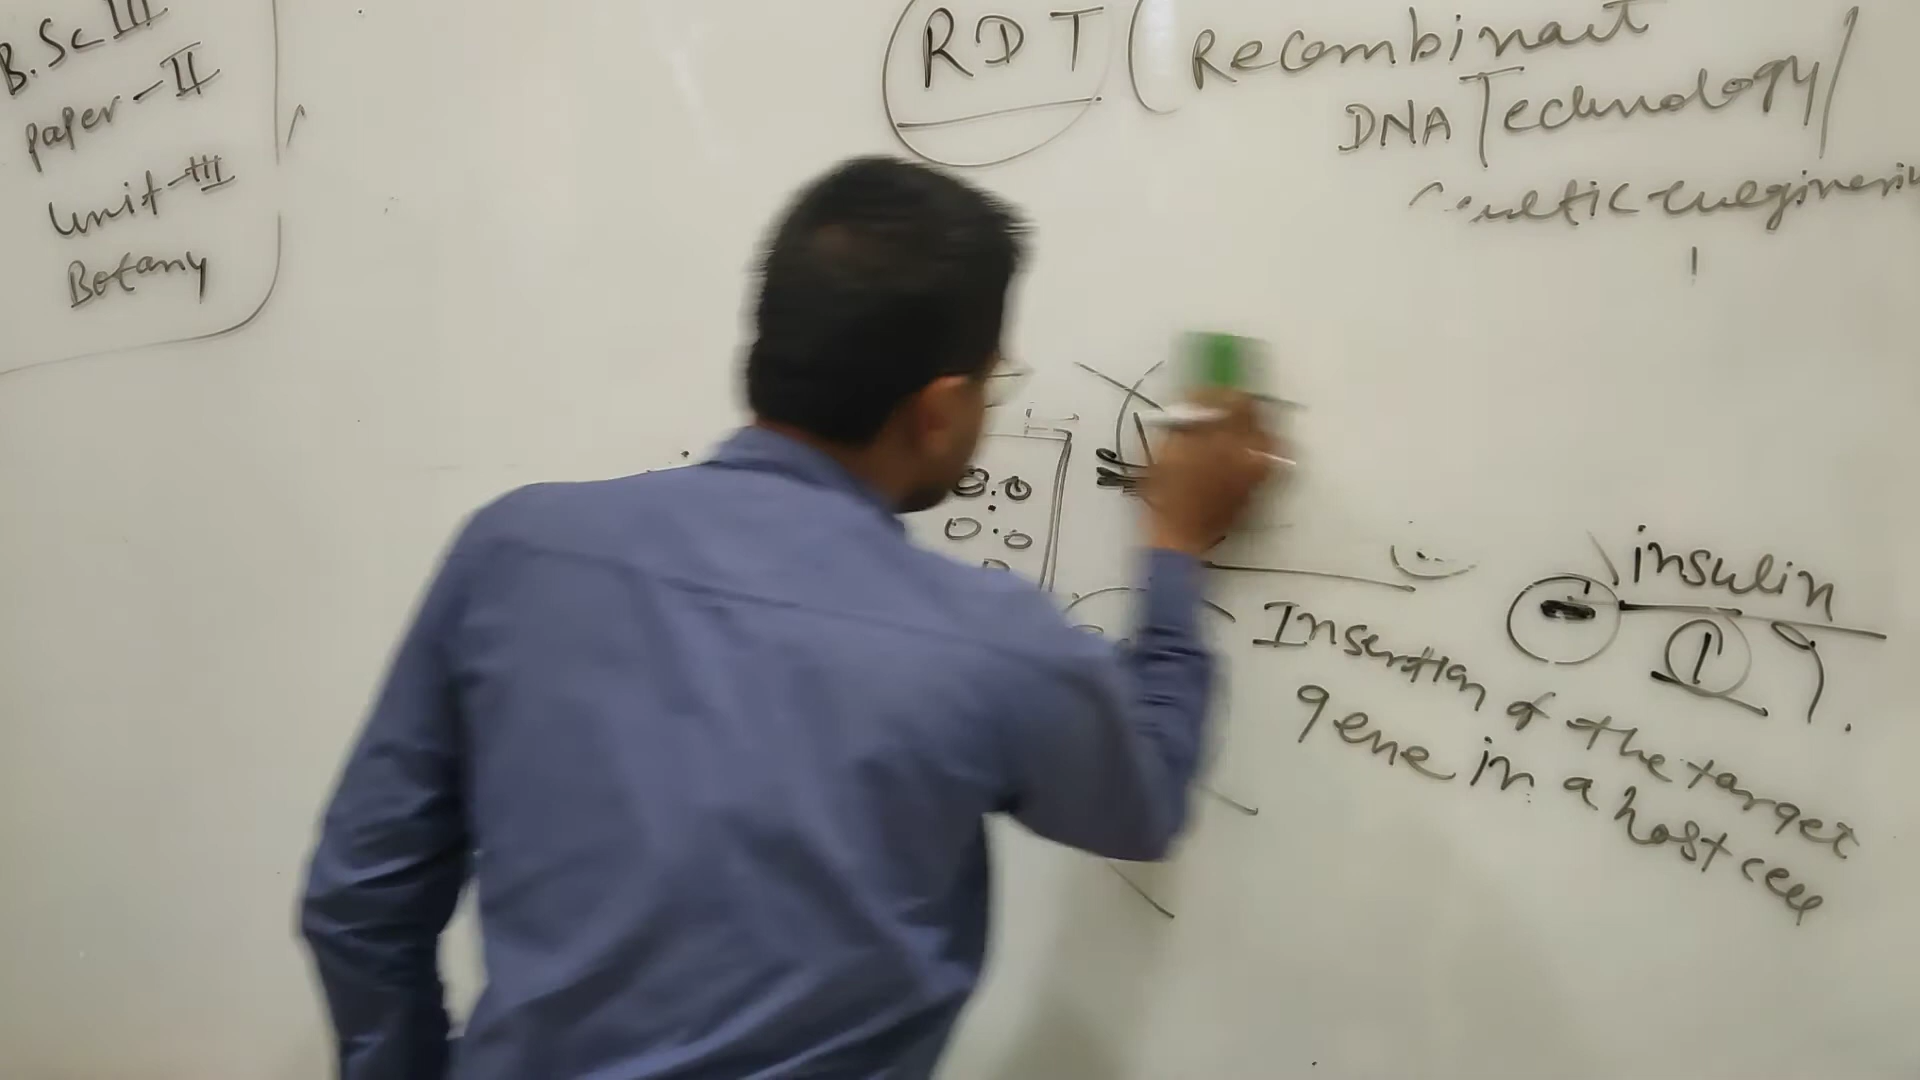 B.Sc III
paper-II
Unit-III
Botany
RDT (Recombinant
DNA Technology/
insulin
1
Insertion of the target
gene in a host cell